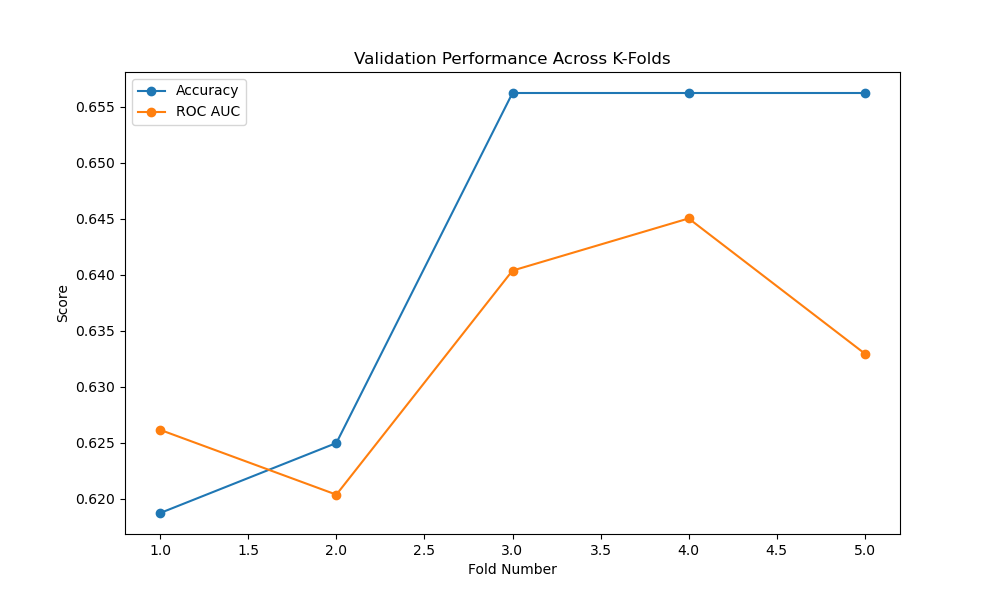 Validation Performance Across K-Folds
Accuracy
ROC AUC
Score
0.655
0.650
0.645
0.640
0.635
0.630
0.625
0.620
1.0 1.5 2.0 2.5 3.0 3.5 4.0 4.5 5.0
Fold Number